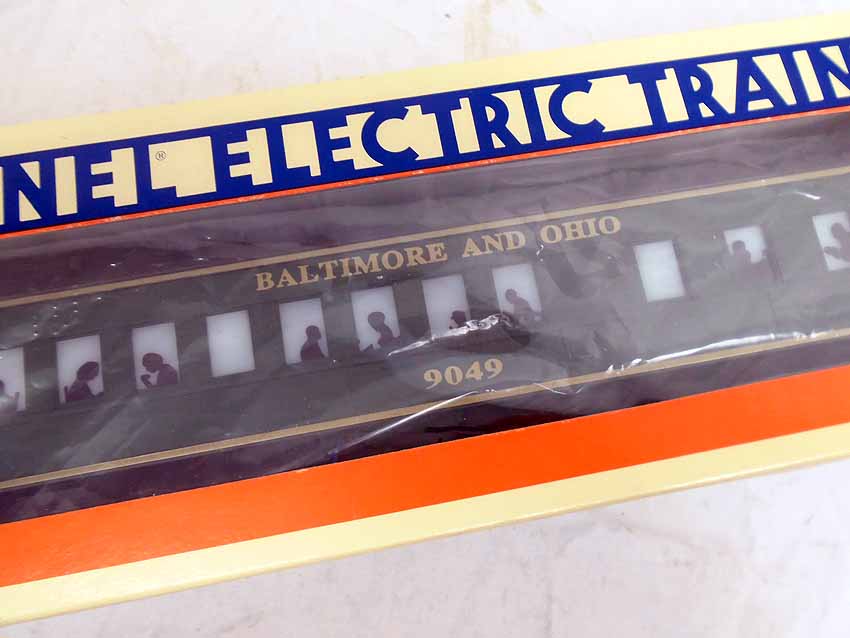 NEL® ELECTRIC TRAIN
BALTIMORE AND OHIO
9049